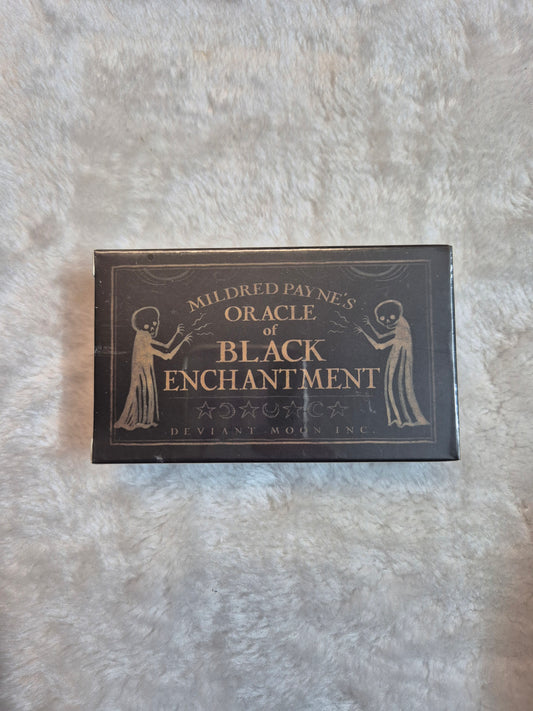 MILDRED PAYNE'S
ORACLE
of
BLACK
ENCHANTMENT
DEVIANT MOON INC.